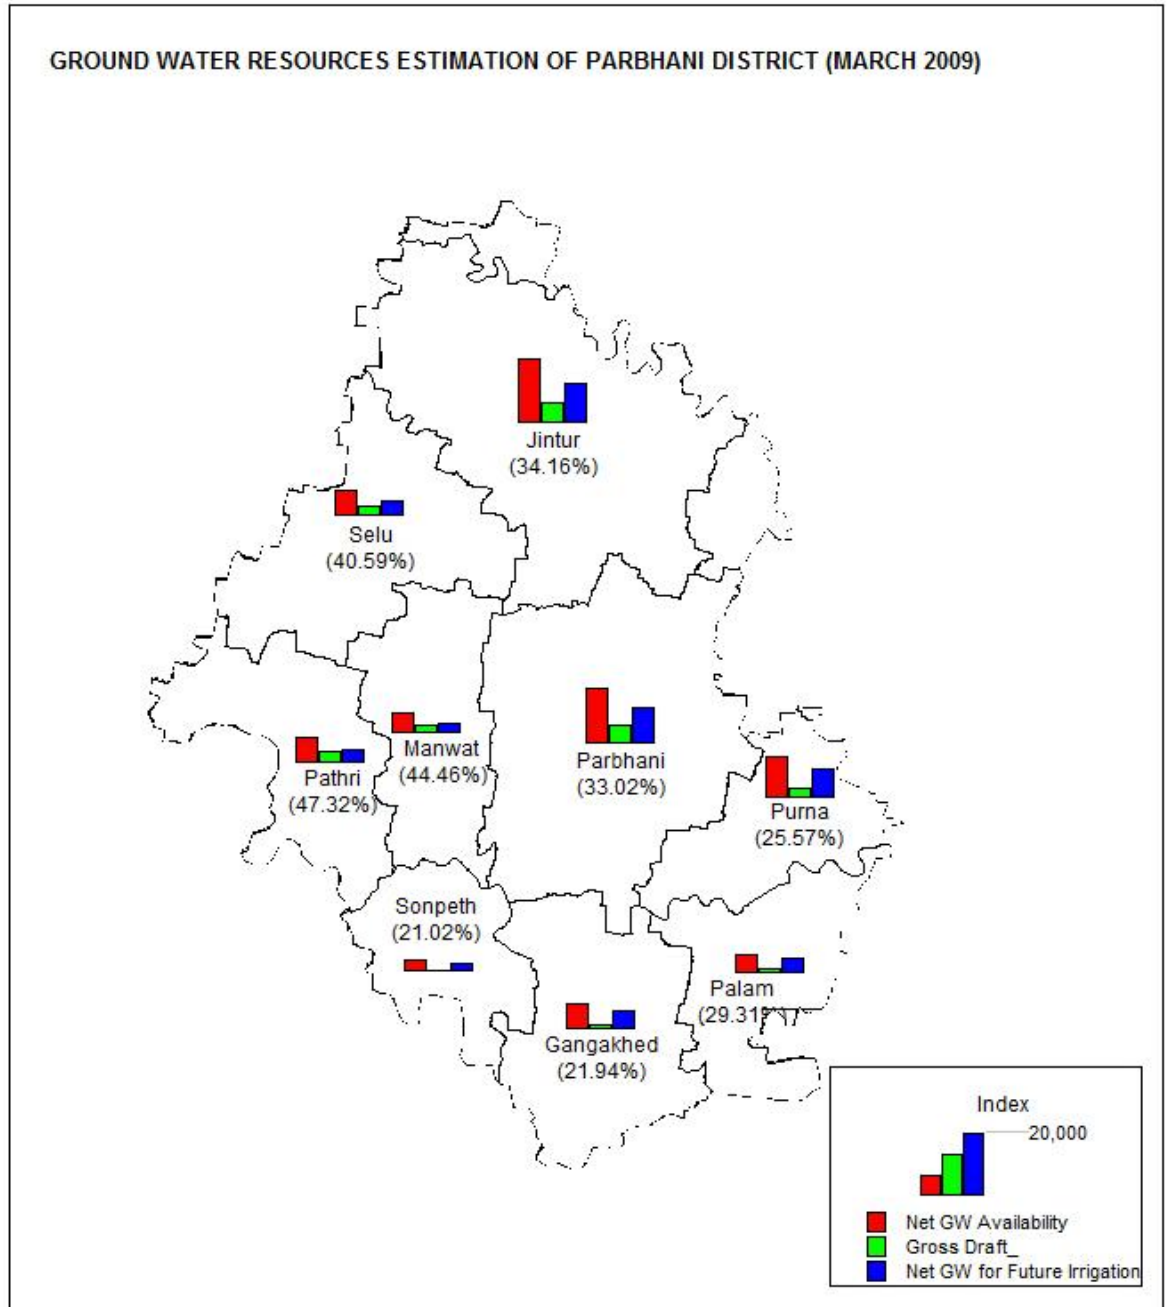 GROUND WATER RESOURCES ESTIMATION OF PARBHANI DISTRICT (MARCH 2009)
Jintur
(34.16%)
Selu
(40.59%)
Manwat
(44.46%)
Pathri
(47.32%)
Parbhani
(33.02%)
Purna
(25.57%)
Sonpeth
(21.02%)
Palam
(29.31%)
Gangakhed
(21.94%)
Index
20,000
Net GW Availability
Gross Draft_
Net GW for Future Irrigation